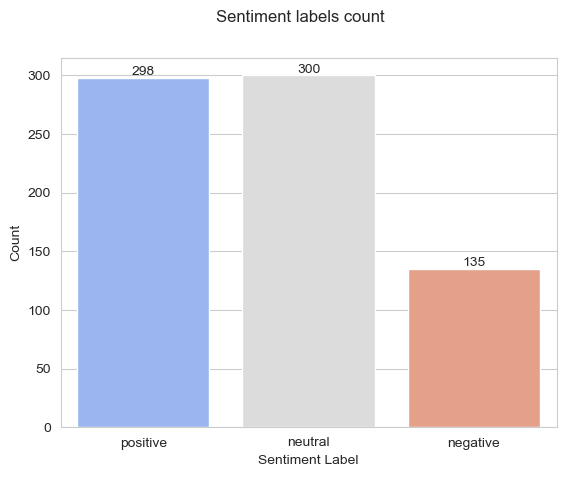 Sentiment labels count
298
300
135
300
250
200
150
100
50
0
Count
positive
neutral
negative
Sentiment Label